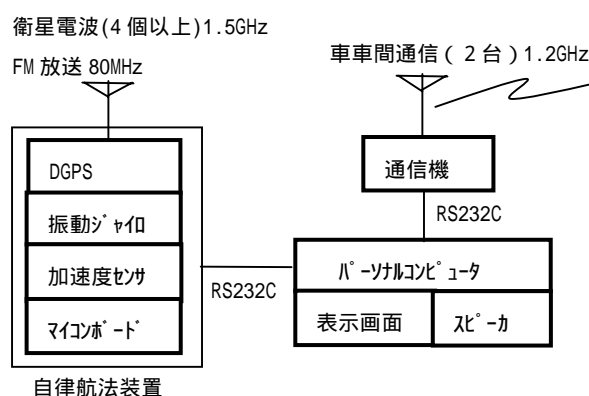 衛星電波(4個以上)1.5GHz
FM放送 80MHz
車車間通信(2台)1.2GHz
DGPS
振動ｼﾞｬｲﾛ
加速度ｾﾝｻ
ﾏｲｺﾝﾎﾞｰﾄﾞ
自律航法装置
RS232C
通信機
RS232C
ﾊﾟｰｿﾅﾙｺﾝﾋﾟｭｰﾀ
表示画面
ｽﾋﾟｰｶ